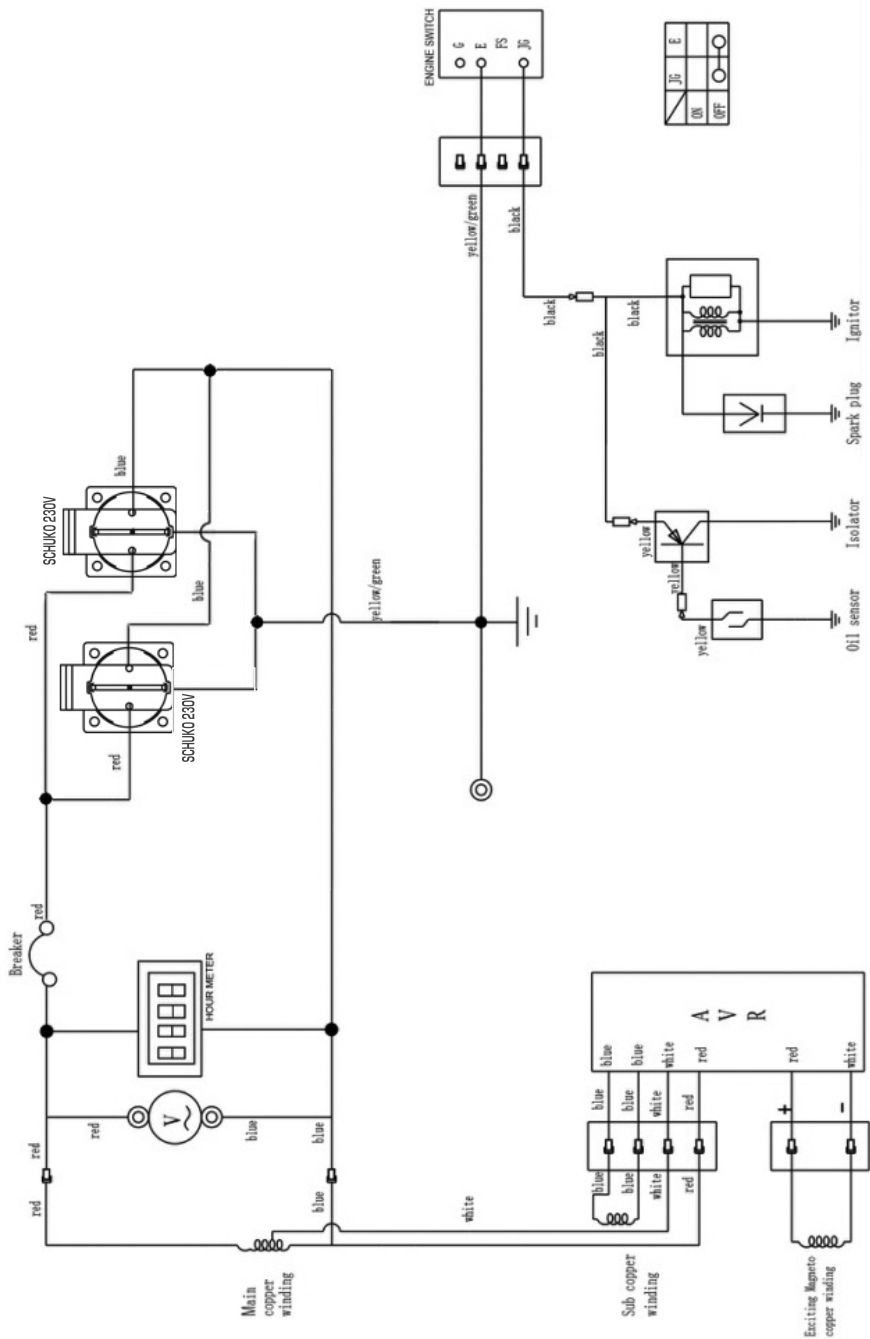 ENGINE SWITCH
G
E
FS
JG
JG E
ON
OFF
yellow/green
black
black
black
black
Ignitor
Spark plug
Isolator
Oil sensor
yellow
yellow
yellow
SCHUKO 230V
SCHUKO 230V
blue
blue
red
red
yellow/green
Breaker
red
HOUR METER
V
red
blue
red
blue
red
blue
white
Main
copper
winding
AVR
blue
blue
white
red
red
white
blue
blue
white
red
+
-
blue
blue
white
red
Sub copper
winding
Exciting Magneto
copper winding